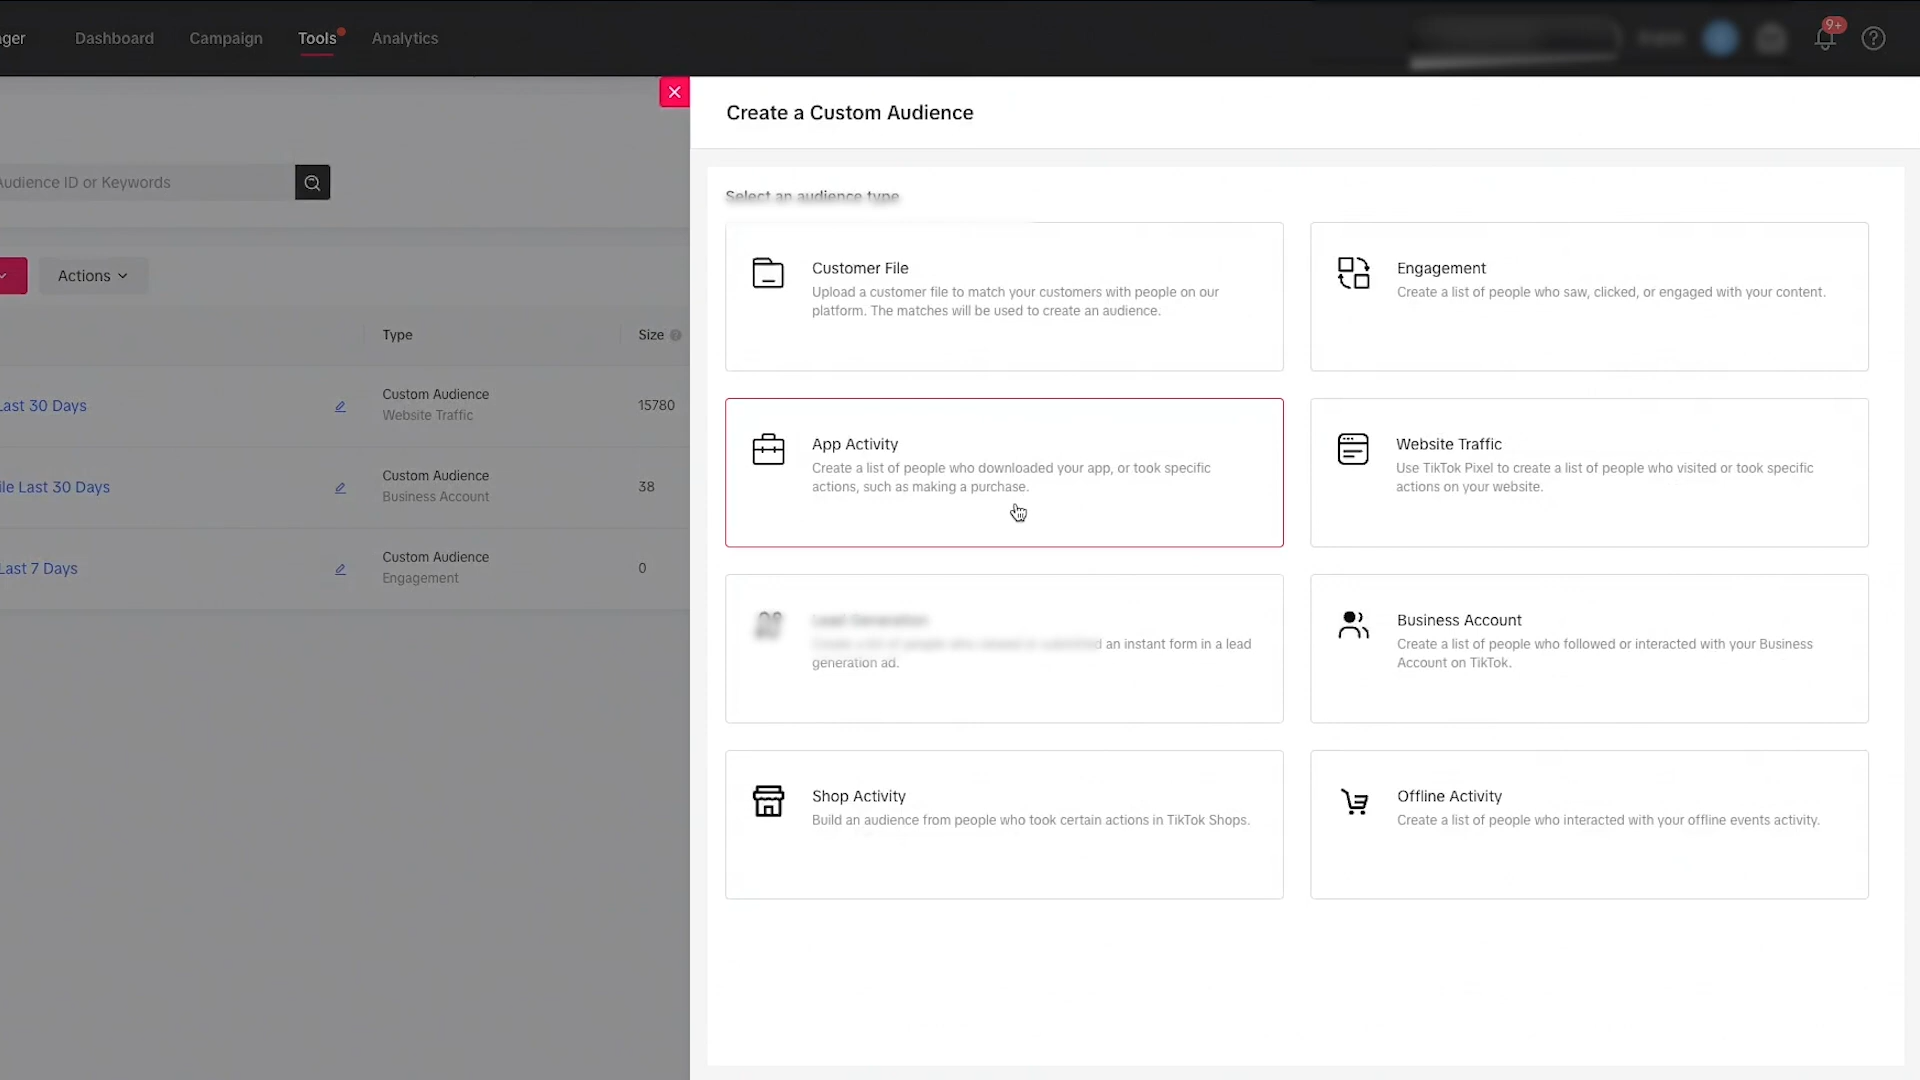 ger
Dashboard
Campaign
Tools
Analytics
9+
Create a Custom Audience
Audience ID or Keywords
Select an audience type
Customer File
Upload a customer file to match your customers with people on our
platform. The matches will be used to create an audience.
Engagement
Create a list of people who saw, clicked, or engaged with your content.
Actions
Type
Size
Last 30 Days
Custom Audience
Website Traffic
15780
App Activity
Create a list of people who downloaded your app, or took specific
actions, such as making a purchase.
Website Traffic
Use TikTok Pixel to create a list of people who visited or took specific
actions on your website.
ile Last 30 Days
Custom Audience
Business Account
38
Last 7 Days
Custom Audience
Engagement
0
Lead Generation
an instant form in a lead
generation ad.
Business Account
Create a list of people who followed or interacted with your Business
Account on TikTok.
Shop Activity
Build an audience from people who took certain actions in TikTok Shops.
Offline Activity
Create a list of people who interacted with your offline events activity.